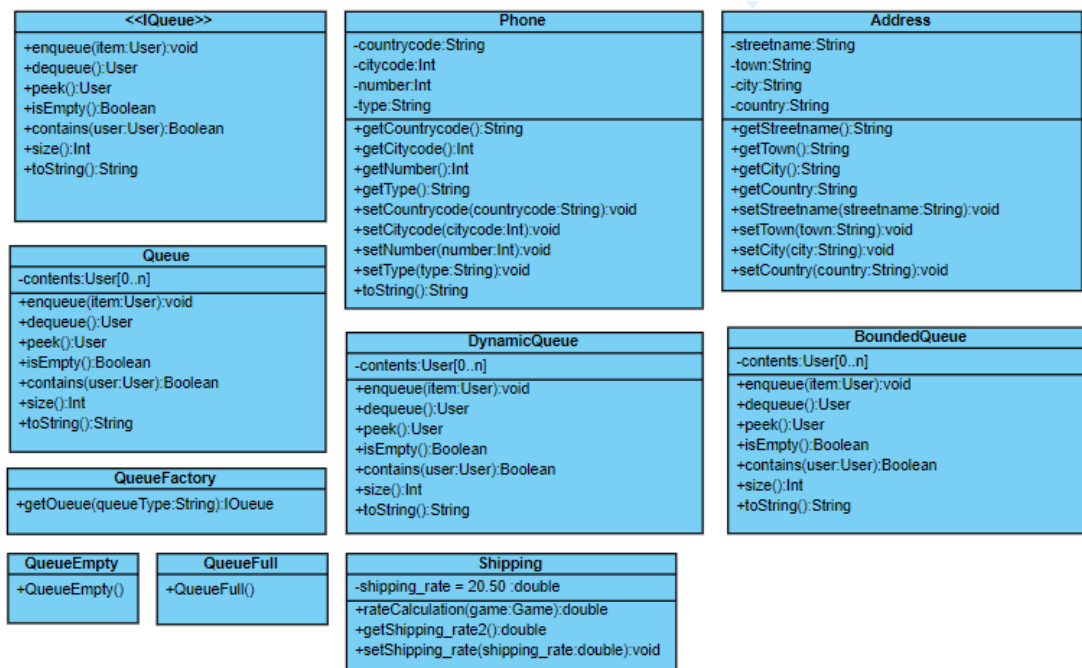 <<IQueue>>
+enqueue(item:User):void
+dequeue():User
+peek():User
+isEmpty():Boolean
+contains(user:User):Boolean
+size():Int
+toString():String
Phone
-countrycode:String
-citycode:Int
-number:Int
-type:String
+getCountrycode():String
+getCitycode():Int
+getNumber():Int
+getType():String
+setCountrycode(countrycode:String):void
+setCitycode(citycode:Int):void
+setNumber(number:Int):void
+setType(type:String):void
+toString():String
Address
-streetname:String
-town:String
-city:String
-country:String
+getStreetname():String
+getTown():String
+getCity():String
+getCountry:String
+setStreetname(streetname:String):void
+setTown(town:String):void
+setCity(city:String):void
+setCountry(country:String):void
Queue
-contents:User[0..n]
+enqueue(item:User):void
+dequeue():User
+peek():User
+isEmpty():Boolean
+contains(user:User):Boolean
+size():Int
+toString():String
DynamicQueue
-contents:User[0..n]
+enqueue(item:User):void
+dequeue():User
+peek():User
+isEmpty():Boolean
+contains(user:User):Boolean
+size():Int
+toString():String
BoundedQueue
-contents:User[0..n]
+enqueue(item:User):void
+dequeue():User
+peek():User
+isEmpty():Boolean
+contains(user:User):Boolean
+size():Int
+toString():String
QueueFactory
+getQueue(queueType:String):IQueue
QueueEmpty
+QueueEmpty()
QueueFull
+QueueFull()
Shipping
-shipping_rate = 20.50 :double
+rateCalculation(game:Game):double
+getShipping_rate2():double
+setShipping_rate(shipping_rate:double):void